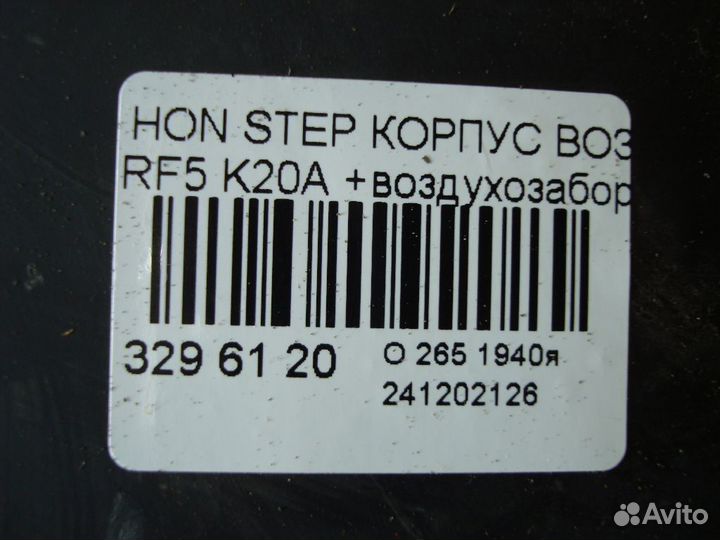 HON STEP КОРПУС ВОЗ
RF5 K20A +воздухозабор
329 61 20
О 265 1940я
241202126
Avito